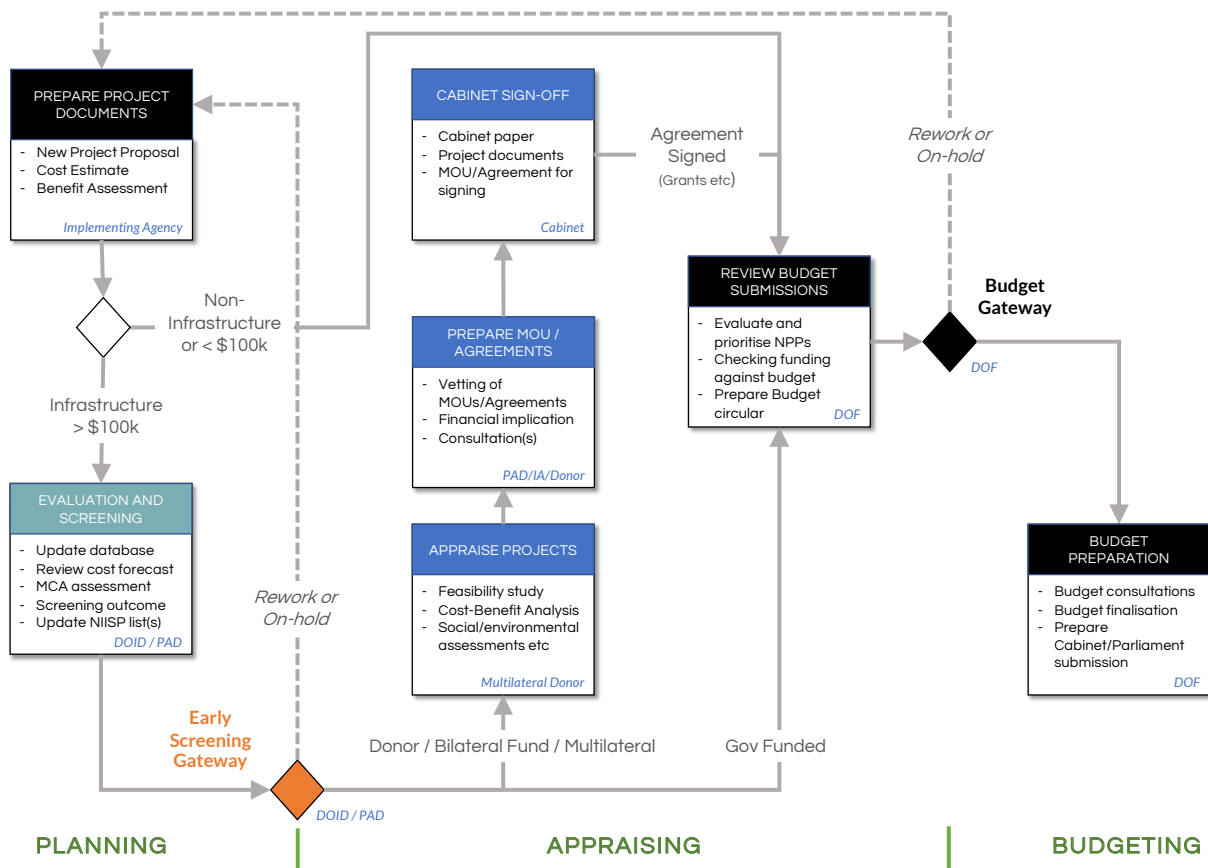 PREPARE PROJECT
DOCUMENTS
- New Project Proposal
- Cost Estimate
- Benefit Assessment
Implementing Agency
Non-
Infrastructure
or < $100k
Infrastructure
> $100k
EVALUATION AND
SCREENING
- Update database
- Review cost forecast
- MCA assessment
- Screening outcome
- Update NIISP list(s)
DOID / PAD
Rework or
On-hold
Early
Screening
Gateway
DOID / PAD
CABINET SIGN-OFF
- Cabinet paper
- Project documents
- MOU/Agreement for
signing
Cabinet
Agreement
Signed
(Grants etc)
PREPARE MOU /
AGREEMENTS
- Vetting of
MOUs/Agreements
- Financial implication
- Consultation(s)
PAD/IA/Donor
APPRAISE PROJECTS
- Feasibility study
- Cost-Benefit Analysis
- Social/environmental
assessments etc
Multilateral Donor
Donor / Bilateral Fund / Multilateral
Gov Funded
REVIEW BUDGET
SUBMISSIONS
- Evaluate and
prioritise NPPs
- Checking funding
against budget
- Prepare Budget
circular
DOF
Rework or
On-hold
Budget
Gateway
DOF
BUDGET
PREPARATION
- Budget consultations
- Budget finalisation
- Prepare
Cabinet/Parliament
submission
DOF
PLANNING
APPRAISING
BUDGETING